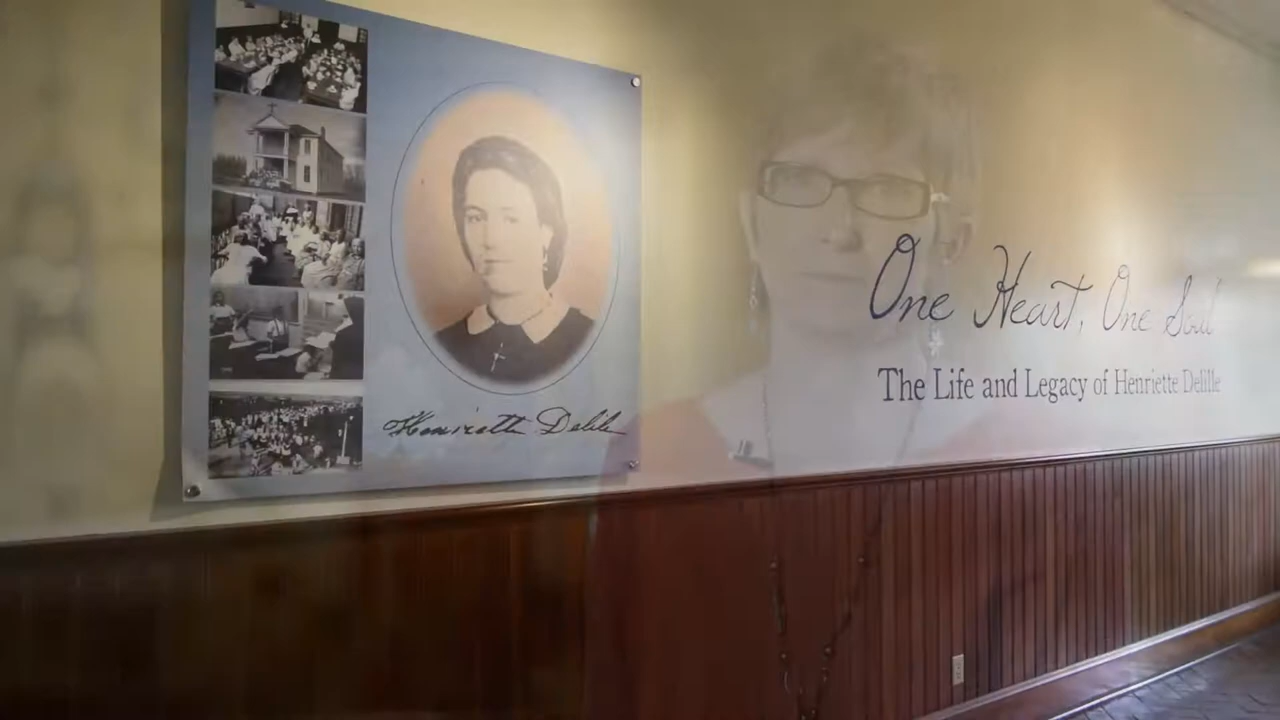 Henriette Delille
One Heart, One Soul
The Life and Legacy of Henriette Delille